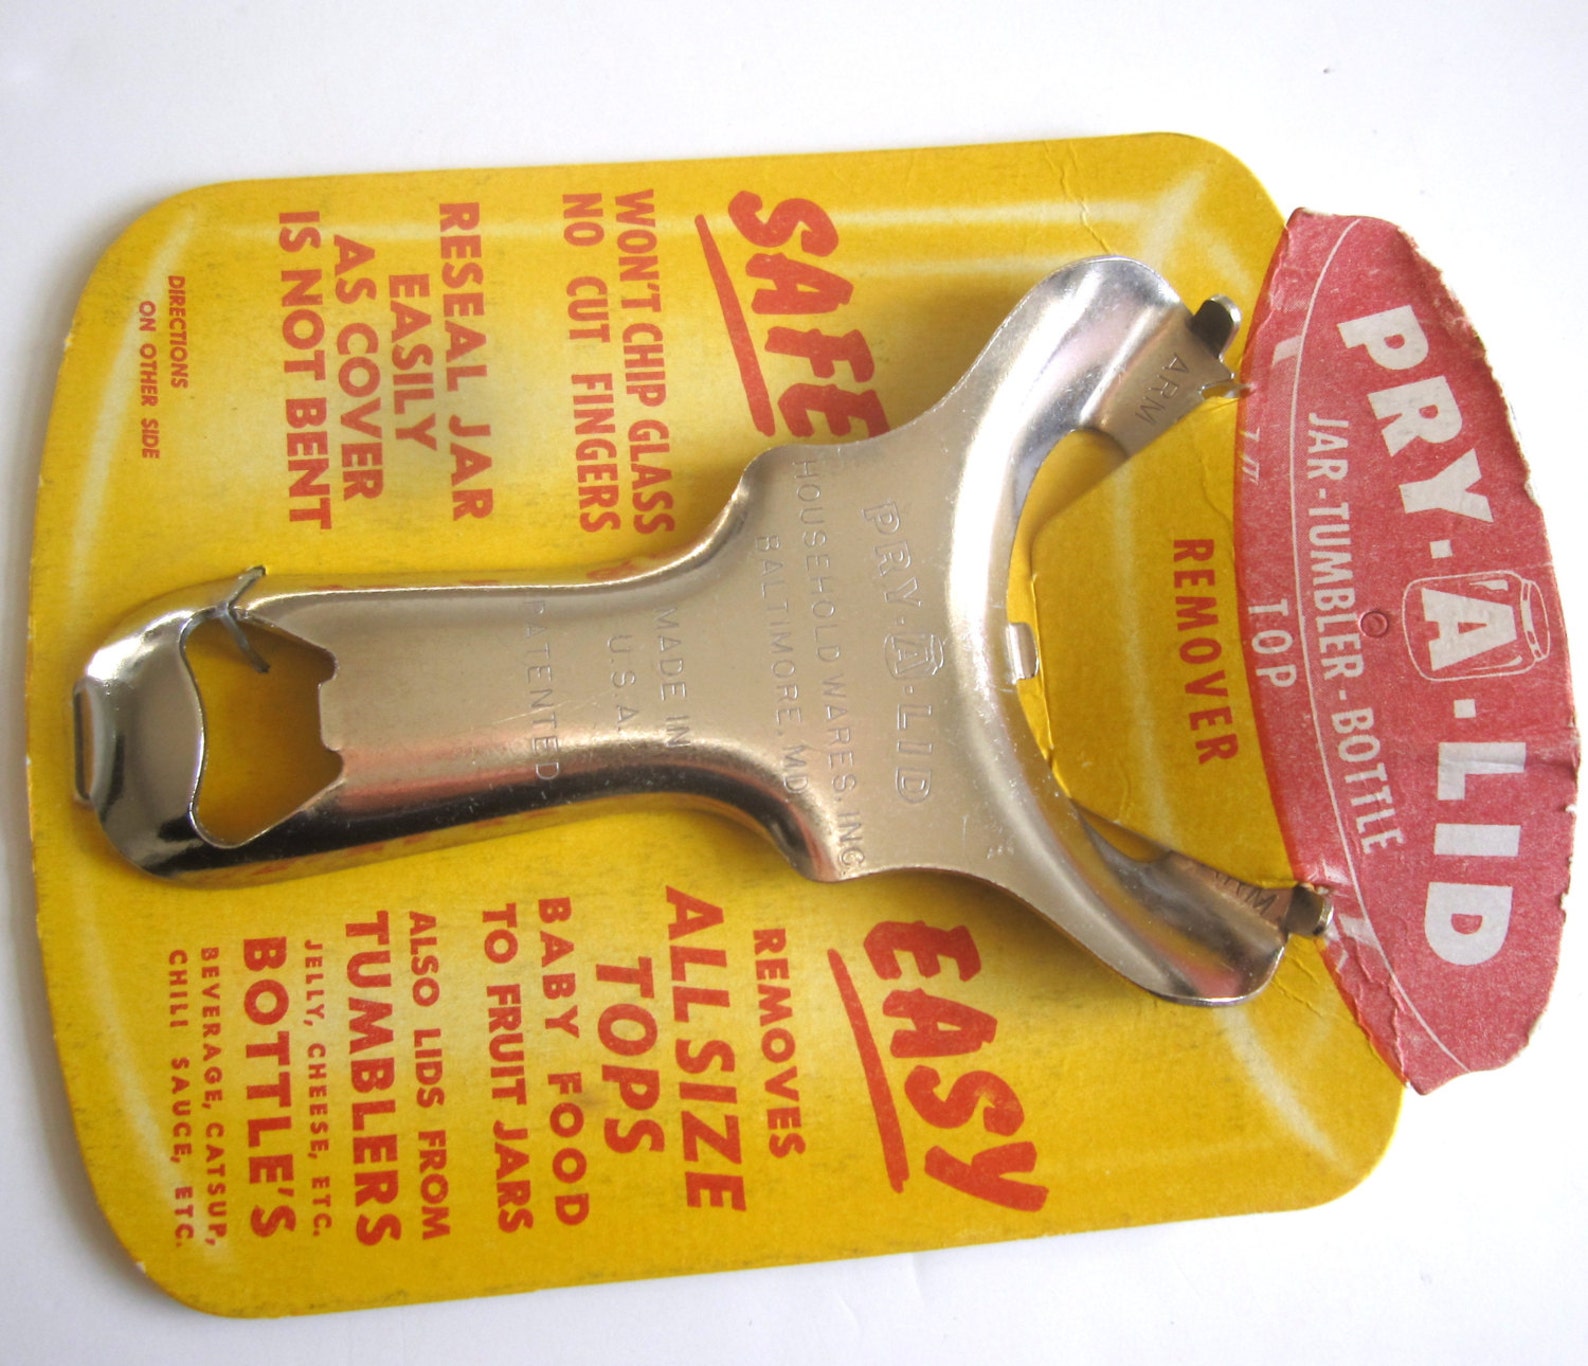 PRY·A·LID
JAR-TUMBLER-BOTTLE
TOP
REMOVER
SAFE
WON'T CHIP GLASS
NO CUT FINGERS
RESEAL JAR
EASILY
AS COVER
IS NOT BENT
DIRECTIONS
ON OTHER SIDE
EASY
REMOVES
ALL SIZE
TOPS
BABY FOOD
TO FRUIT JARS
ALSO LIDS FROM
TUMBLERS
JELLY, CHEESE, ETC.
BOTTLE'S
BEVERAGE, CATSUP,
CHILI SAUCE, ETC.
ARM
ARM
PRY·A·LID
HOUSEHOLD WARES. INC.
BALTIMORE, MD.
MADE IN
U.S.A.
PATENTED